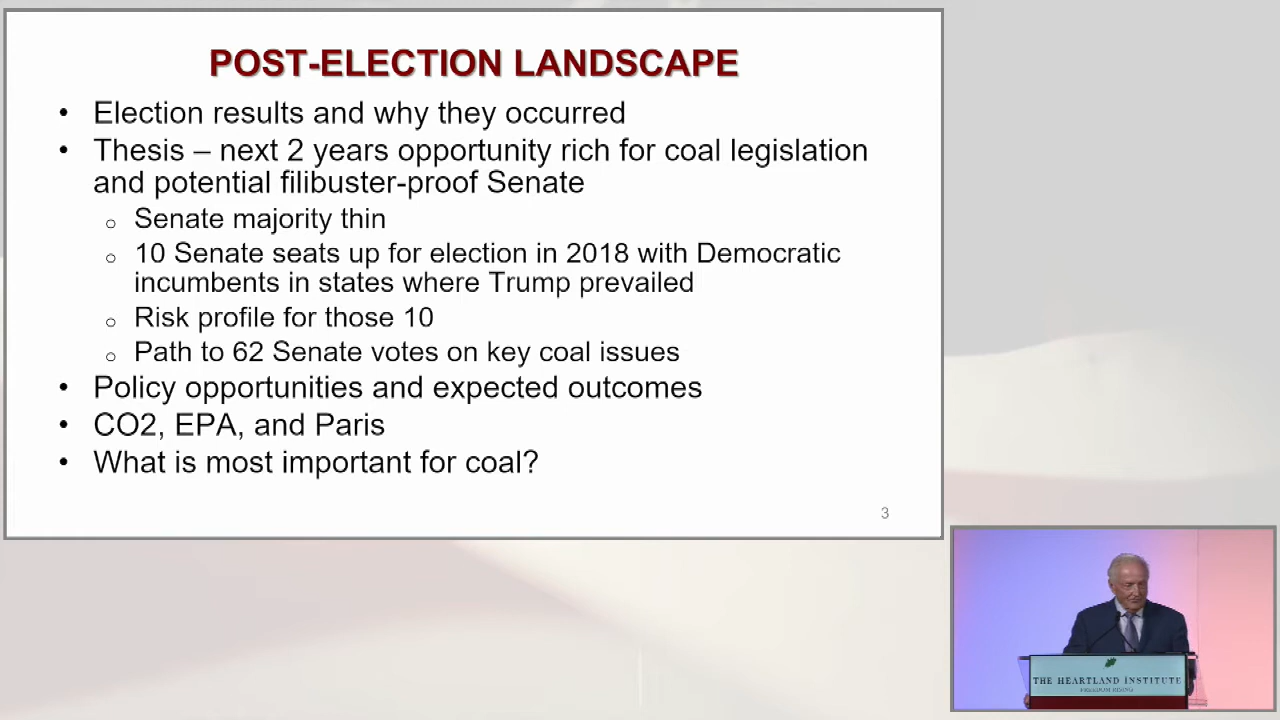 POST-ELECTION LANDSCAPE
• Election results and why they occurred
• Thesis – next 2 years opportunity rich for coal legislation
and potential filibuster-proof Senate
o Senate majority thin
o 10 Senate seats up for election in 2018 with Democratic
incumbents in states where Trump prevailed
o Risk profile for those 10
o Path to 62 Senate votes on key coal issues
• Policy opportunities and expected outcomes
• CO2, EPA, and Paris
• What is most important for coal?
3
THE HEARTLAND INSTITUTE
FREEDOM RISING